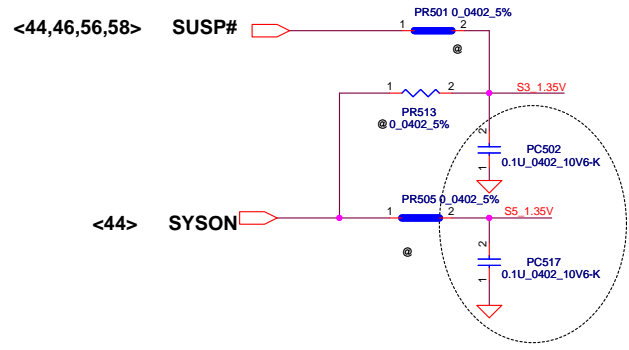 PR501 0_0402_5%
<44,46,56,58> SUSP#
1 2
@
1 2 S3_1.35V
PR513
@ 0_0402_5%
2
PC502
0.1U_0402_10V6-K
1
PR505 0_0402_5%
<44> SYSON
1 2 S5_1.35V
@
2
PC517
0.1U_0402_10V6-K
1